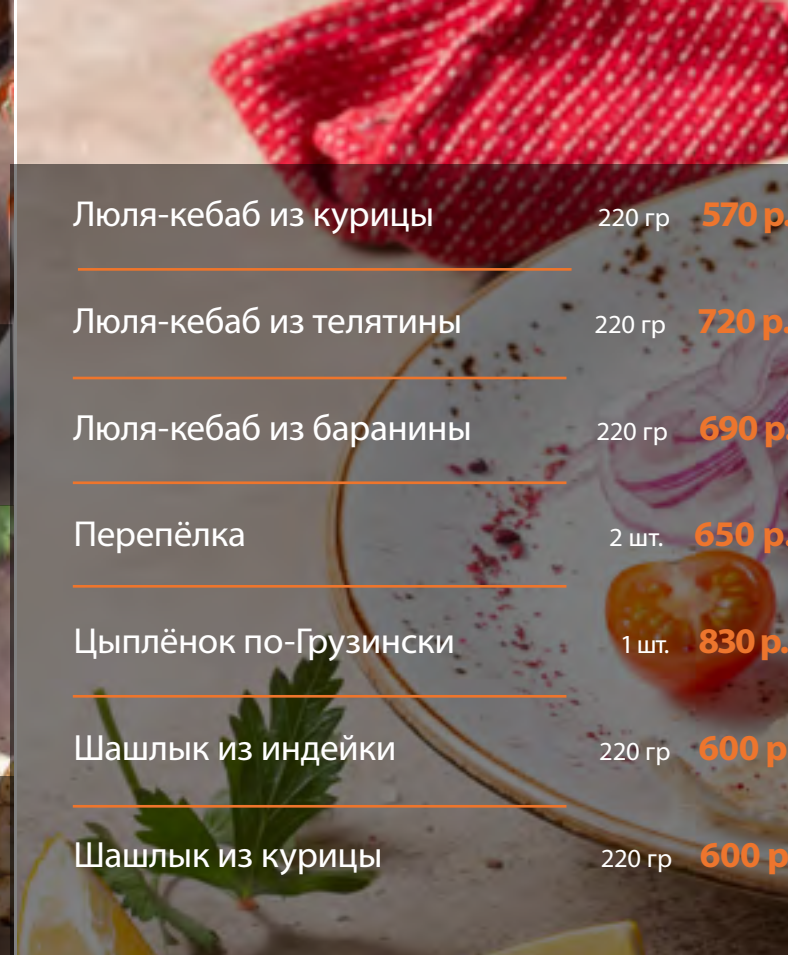 Люля-кебаб из курицы 220 гр 570 р.
Люля-кебаб из телятины 220 гр 720 р.
Люля-кебаб из баранины 220 гр 690 р.
Перепёлка 2 шт. 650 р.
Цыплёнок по-Грузински 1 шт. 830 р.
Шашлык из индейки 220 гр 600 р
Шашлык из курицы 220 гр 600 р